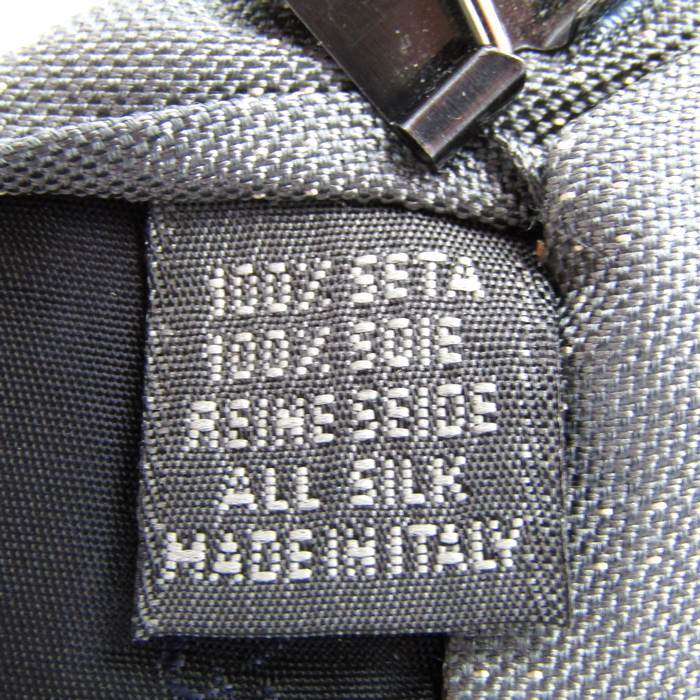 100% SETA
100% SOIE
REINE SEIDE
ALL SILK
MADE IN ITALY